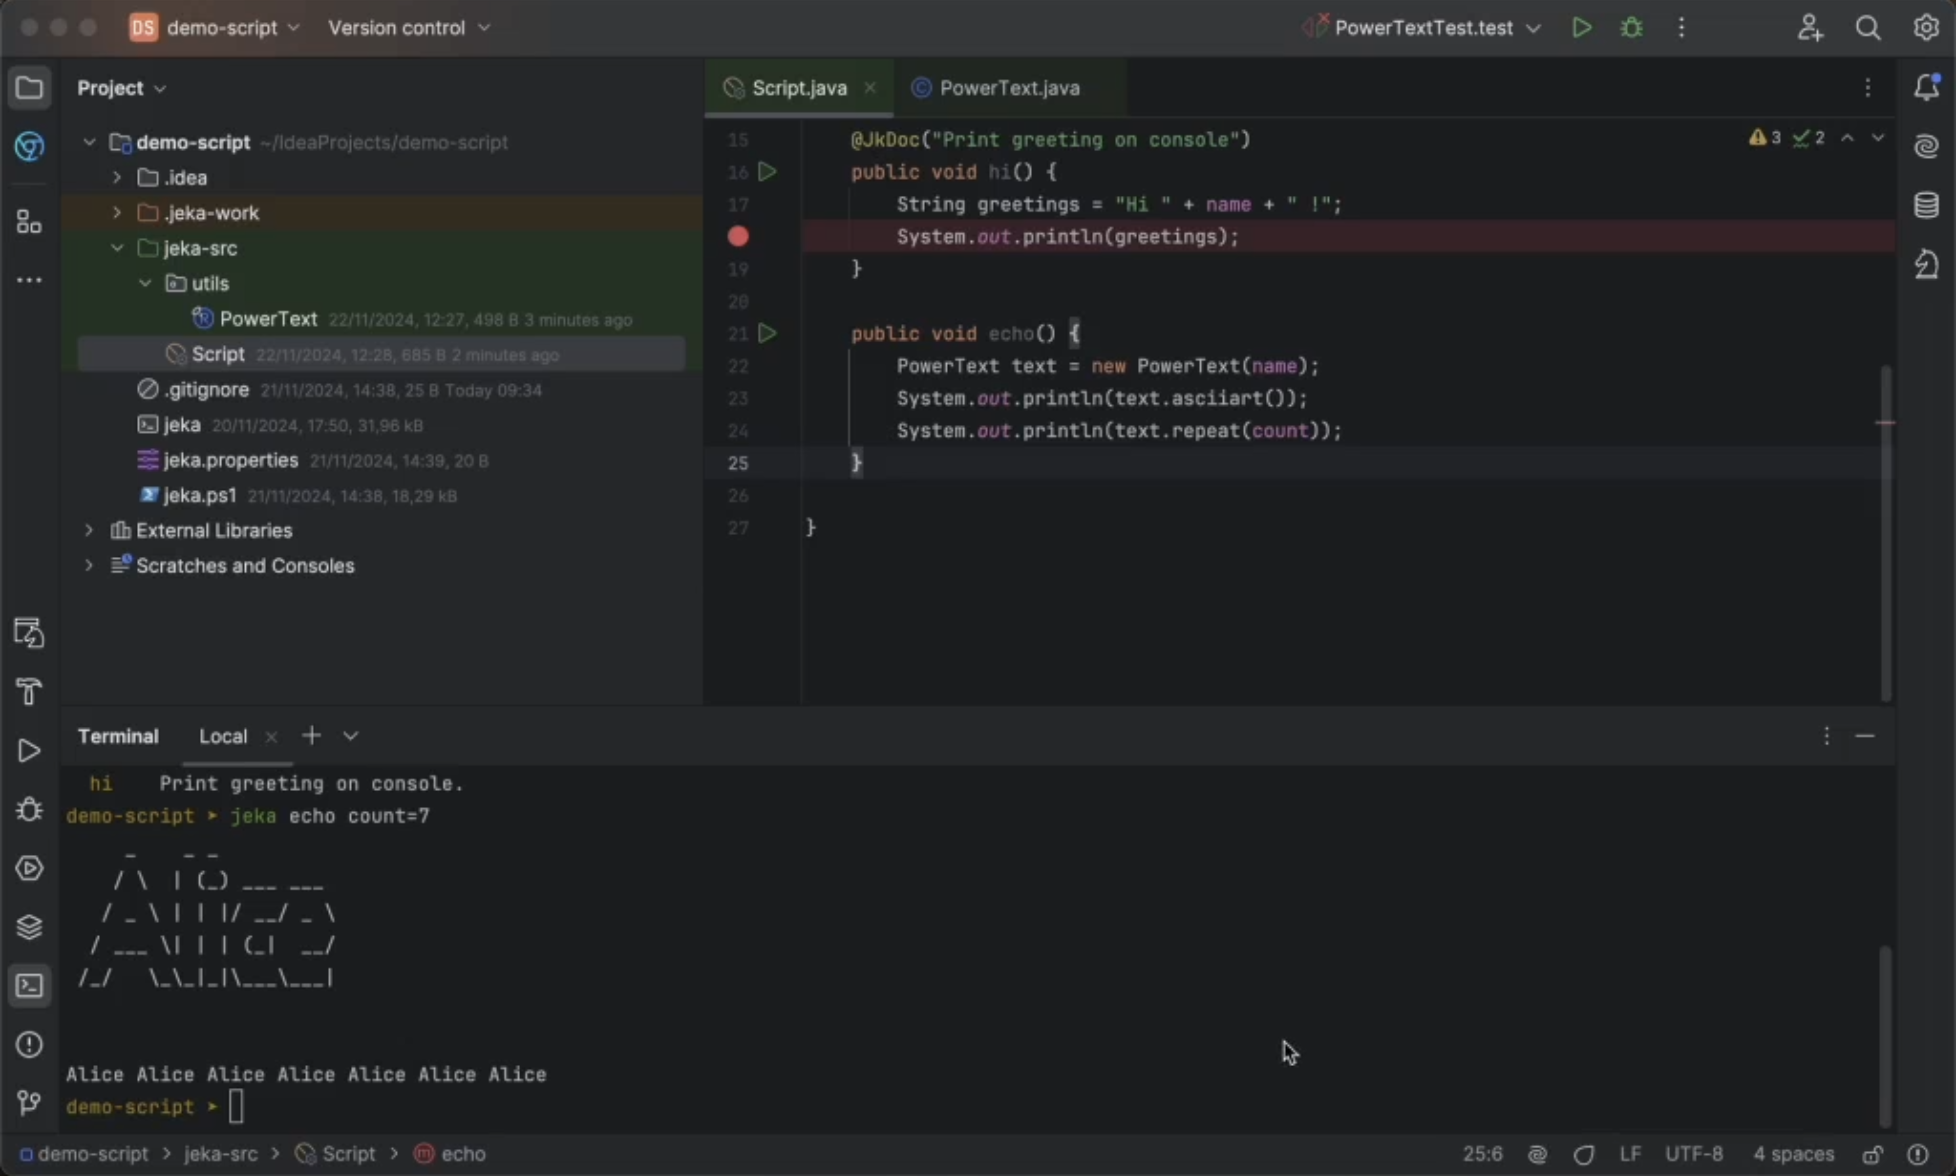 DS demo-script Version control PowerTextTest.test
Project
demo-script ~/IdeaProjects/demo-script
.idea
.jeka-work
jeka-src
utils
PowerText 22/11/2024, 12:27, 498 B 3 minutes ago
Script 22/11/2024, 12:28, 685 B 2 minutes ago
.gitignore 21/11/2024, 14:38, 25 B Today 09:34
jeka 20/11/2024, 17:50, 31,96 kB
jeka.properties 21/11/2024, 14:39, 20 B
jeka.ps1 21/11/2024, 14:38, 18,29 kB
External Libraries
Scratches and Consoles
Script.java PowerText.java
15 @JkDoc("Print greeting on console") 3 2
16 public void hi() {
17 String greetings = "Hi " + name + " !";
System.out.println(greetings);
19 }
20
21 public void echo() {
22 PowerText text = new PowerText(name);
23 System.out.println(text.asciiart());
24 System.out.println(text.repeat(count));
25 }
26
27 }
Terminal Local
hi Print greeting on console.
demo-script ➤ jeka echo count=7
Alice
Alice Alice Alice Alice Alice Alice Alice
demo-script ➤
demo-script > jeka-src > Script > m echo 25:6 LF UTF-8 4 spaces